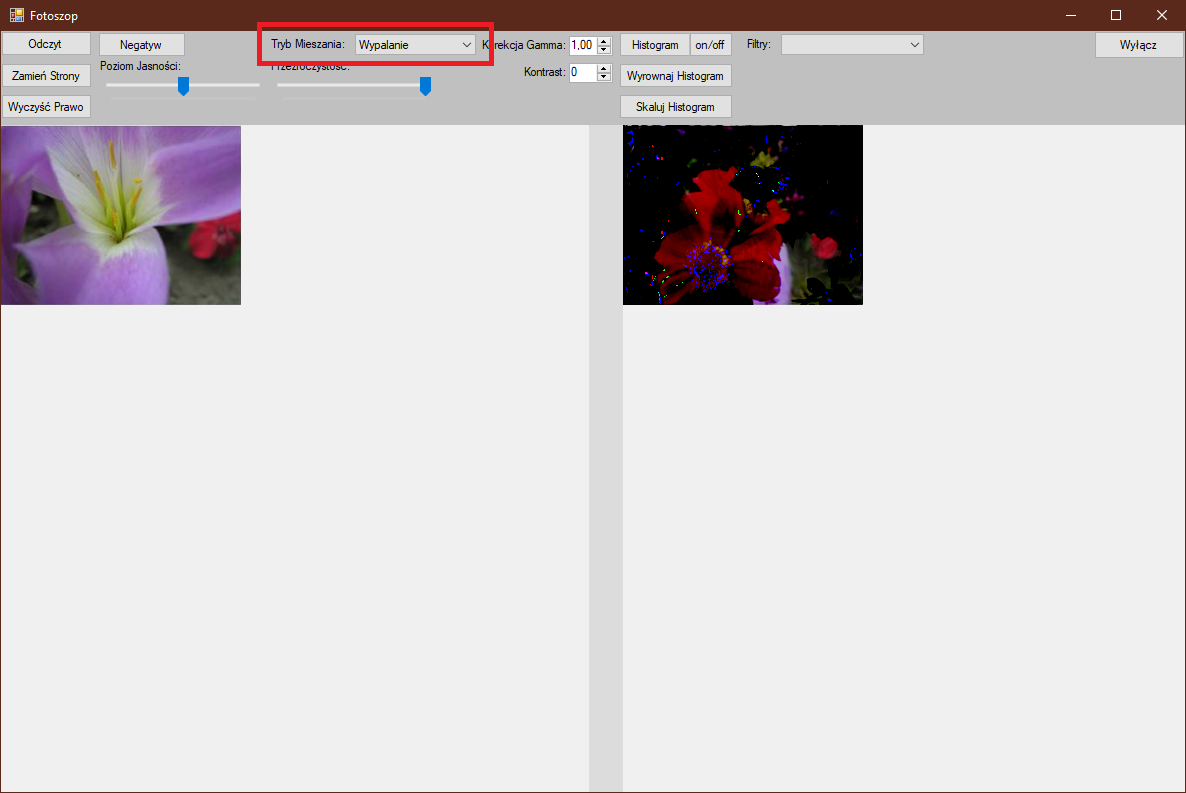 Fotoszop
Odczyt Negatyw Tryb Mieszania: Wypalanie Korekcja Gamma: 1,00 Histogram on/off Filtry: Wyłącz
Poziom Jasności: Przezroczystość:
Zamień Strony Kontrast: 0 Wyrownaj Histogram
Wyczyść Prawo Skaluj Histogram